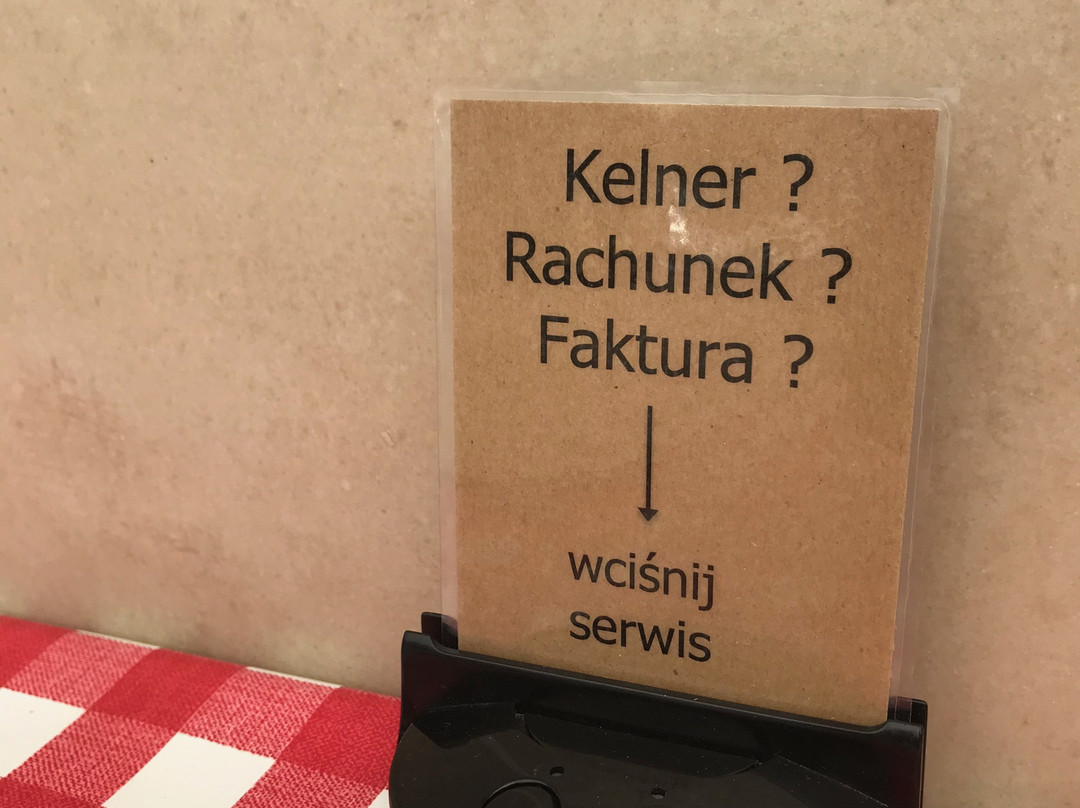 Kelner ?
Rachunek ?
Faktura ?
wciśnij
serwis